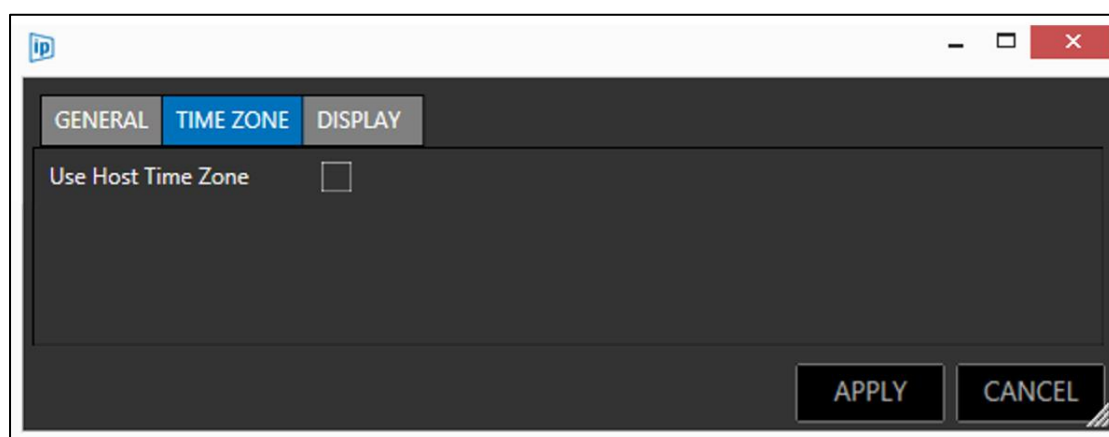 ip
GENERAL TIME ZONE DISPLAY
Use Host Time Zone
APPLY CANCEL